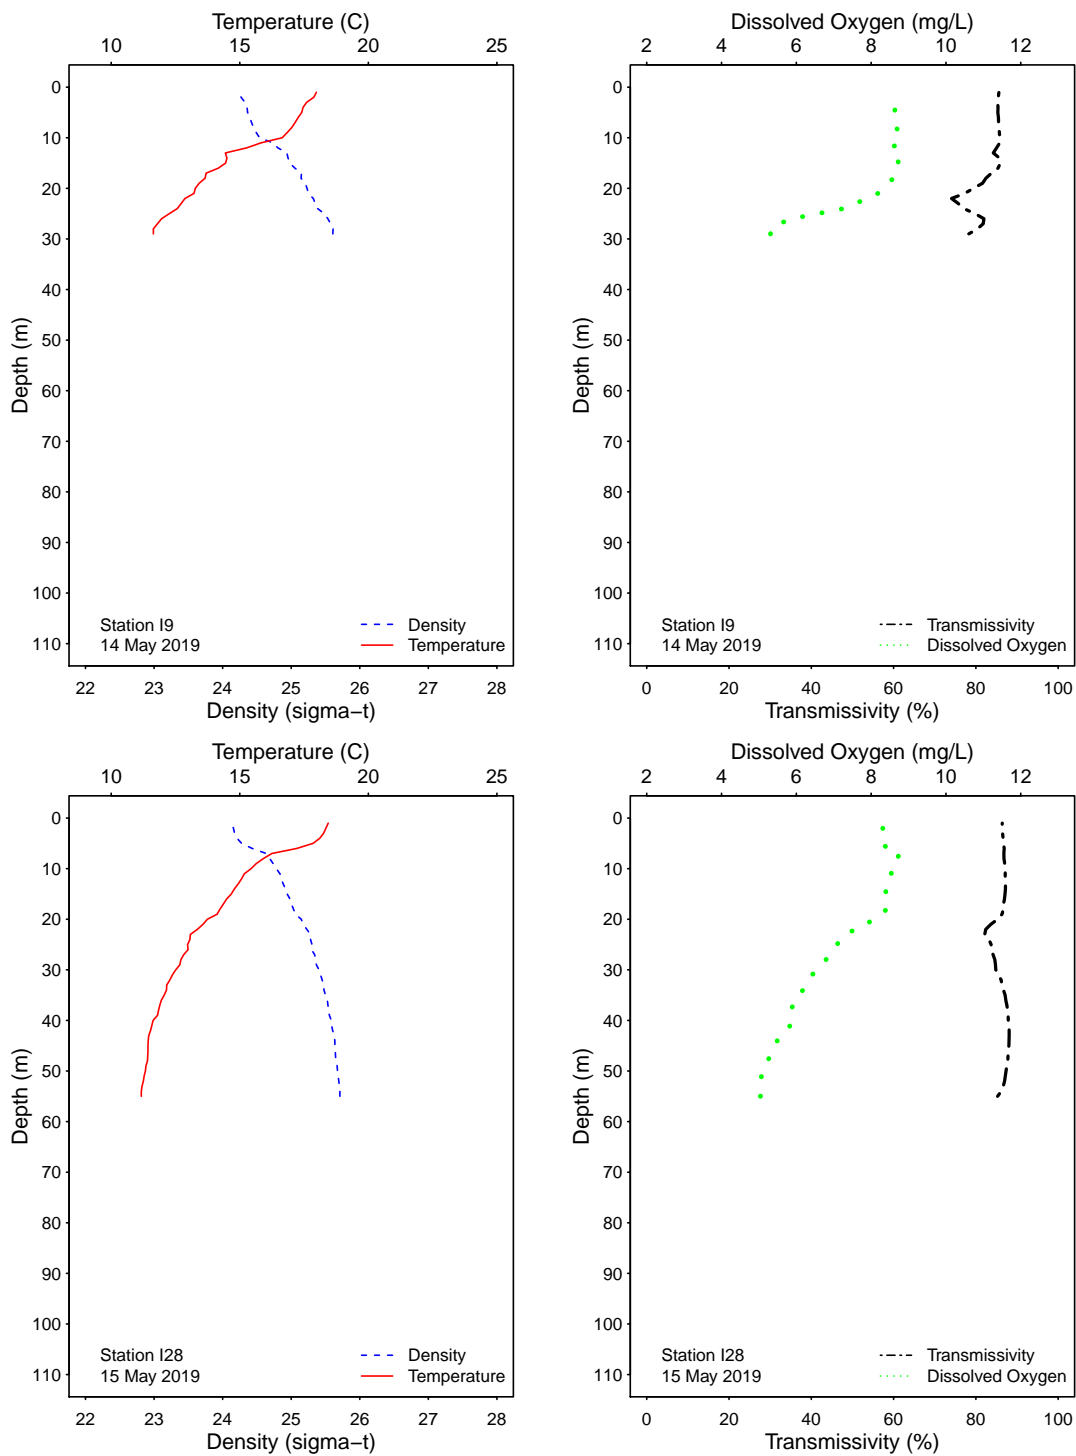 Temperature (C)
10 15 20 25
0
10
20
30
40
50
60
70
80
90
100
110
Depth (m)
Station I9
14 May 2019
Density
Temperature
22 23 24 25 26 27 28
Density (sigma−t)
Dissolved Oxygen (mg/L)
2 4 6 8 10 12
0
10
20
30
40
50
60
70
80
90
100
110
Depth (m)
Station I9
14 May 2019
Transmissivity
Dissolved Oxygen
0 20 40 60 80 100
Transmissivity (%)
Temperature (C)
10 15 20 25
0
10
20
30
40
50
60
70
80
90
100
110
Depth (m)
Station I28
15 May 2019
Density
Temperature
22 23 24 25 26 27 28
Density (sigma−t)
Dissolved Oxygen (mg/L)
2 4 6 8 10 12
0
10
20
30
40
50
60
70
80
90
100
110
Depth (m)
Station I28
15 May 2019
Transmissivity
Dissolved Oxygen
0 20 40 60 80 100
Transmissivity (%)